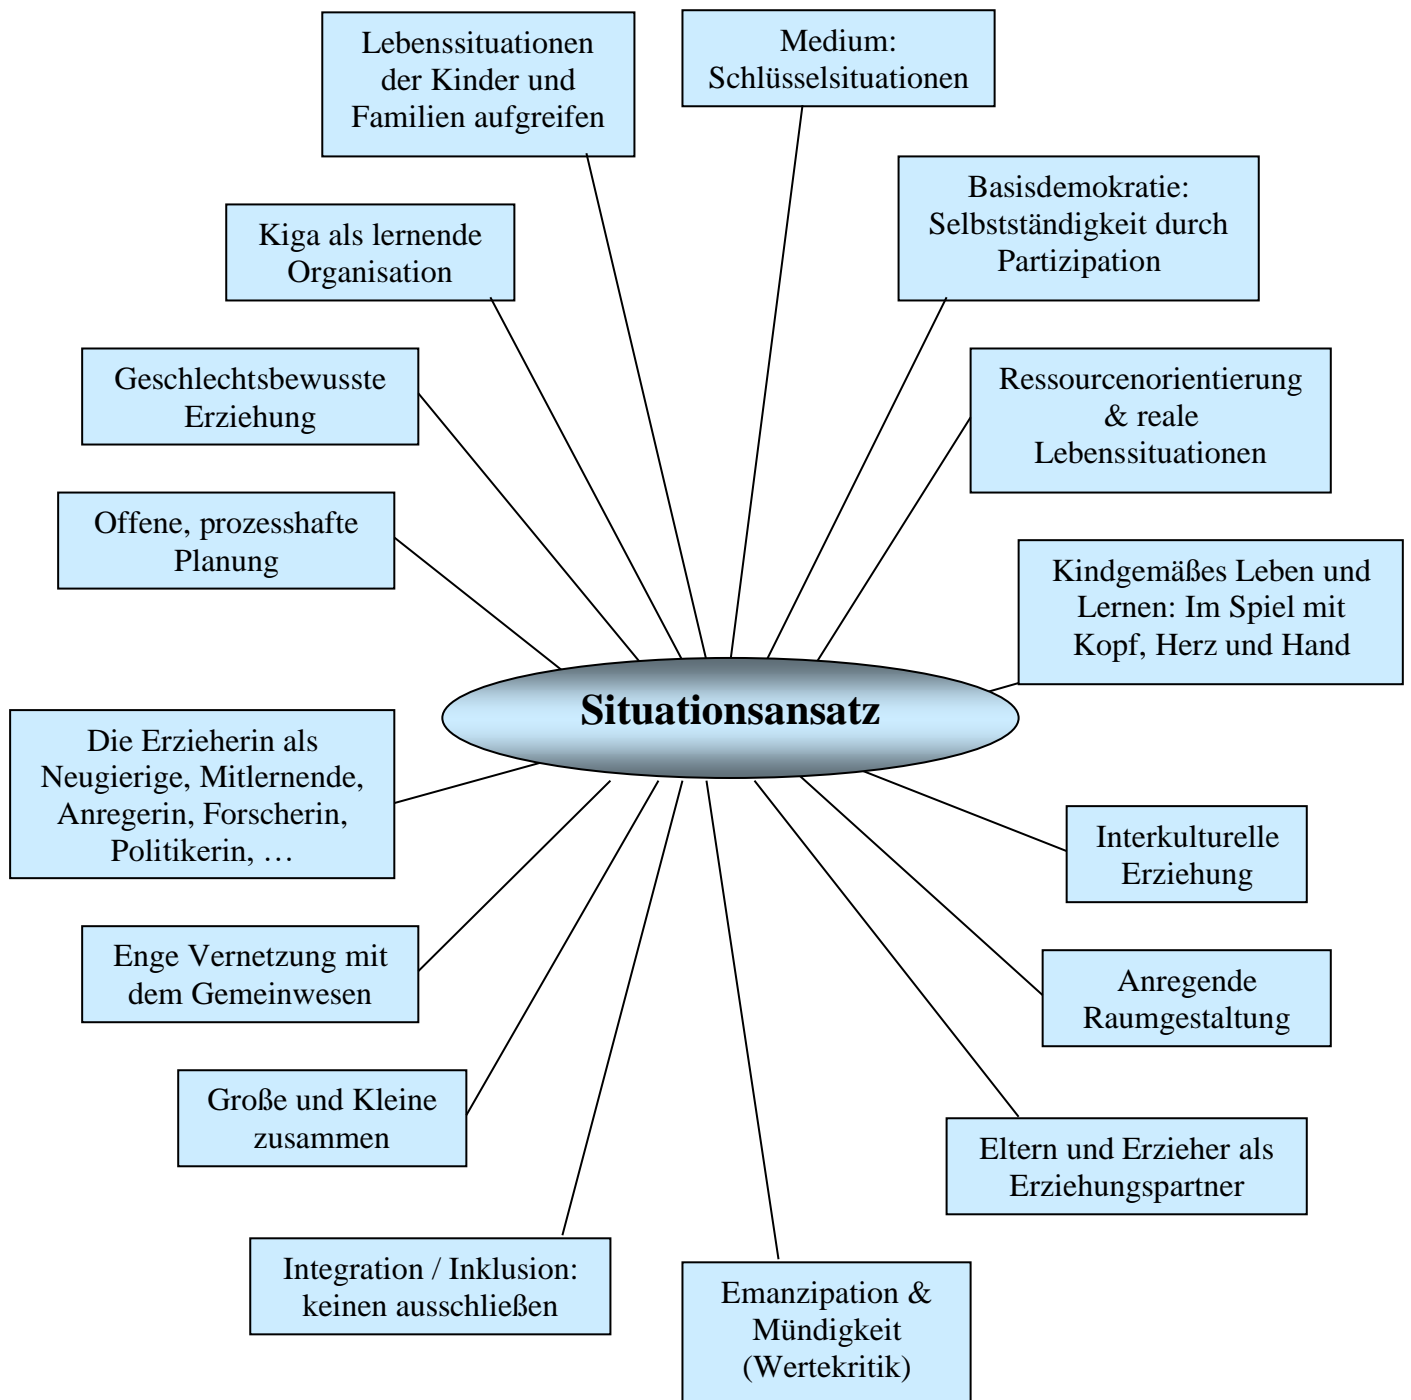 Lebenssituationen
der Kinder und
Familien aufgreifen
Medium:
Schlüsselsituationen
Basisdemokratie:
Selbstständigkeit durch
Partizipation
Kiga als lernende
Organisation
Geschlechtsbewusste
Erziehung
Ressourcenorientierung
& reale
Lebenssituationen
Offene, prozesshafte
Planung
Kindgemäßes Leben und
Lernen: Im Spiel mit
Kopf, Herz und Hand
Situationsansatz
Die Erzieherin als
Neugierige, Mitlernende,
Anregerin, Forscherin,
Politikerin, …
Interkulturelle
Erziehung
Enge Vernetzung mit
dem Gemeinwesen
Anregende
Raumgestaltung
Große und Kleine
zusammen
Eltern und Erzieher als
Erziehungspartner
Integration / Inklusion:
keinen ausschließen
Emanzipation &
Mündigkeit
(Wertekritik)